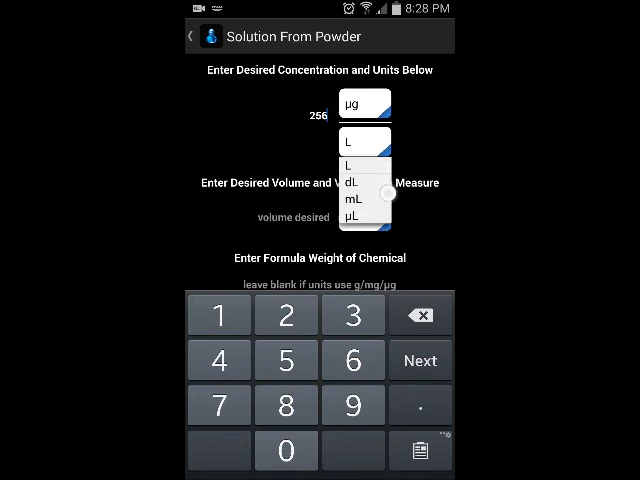 8:28 PM
Solution From Powder
Enter Desired Concentration and Units Below
256
µg
L
L
dL
mL
µL
Enter Desired Volume and V Measure
volume desired
Enter Formula Weight of Chemical
leave blank if units use g/mg/µg
1 2 3
4 5 6 Next
7 8 9 .
0